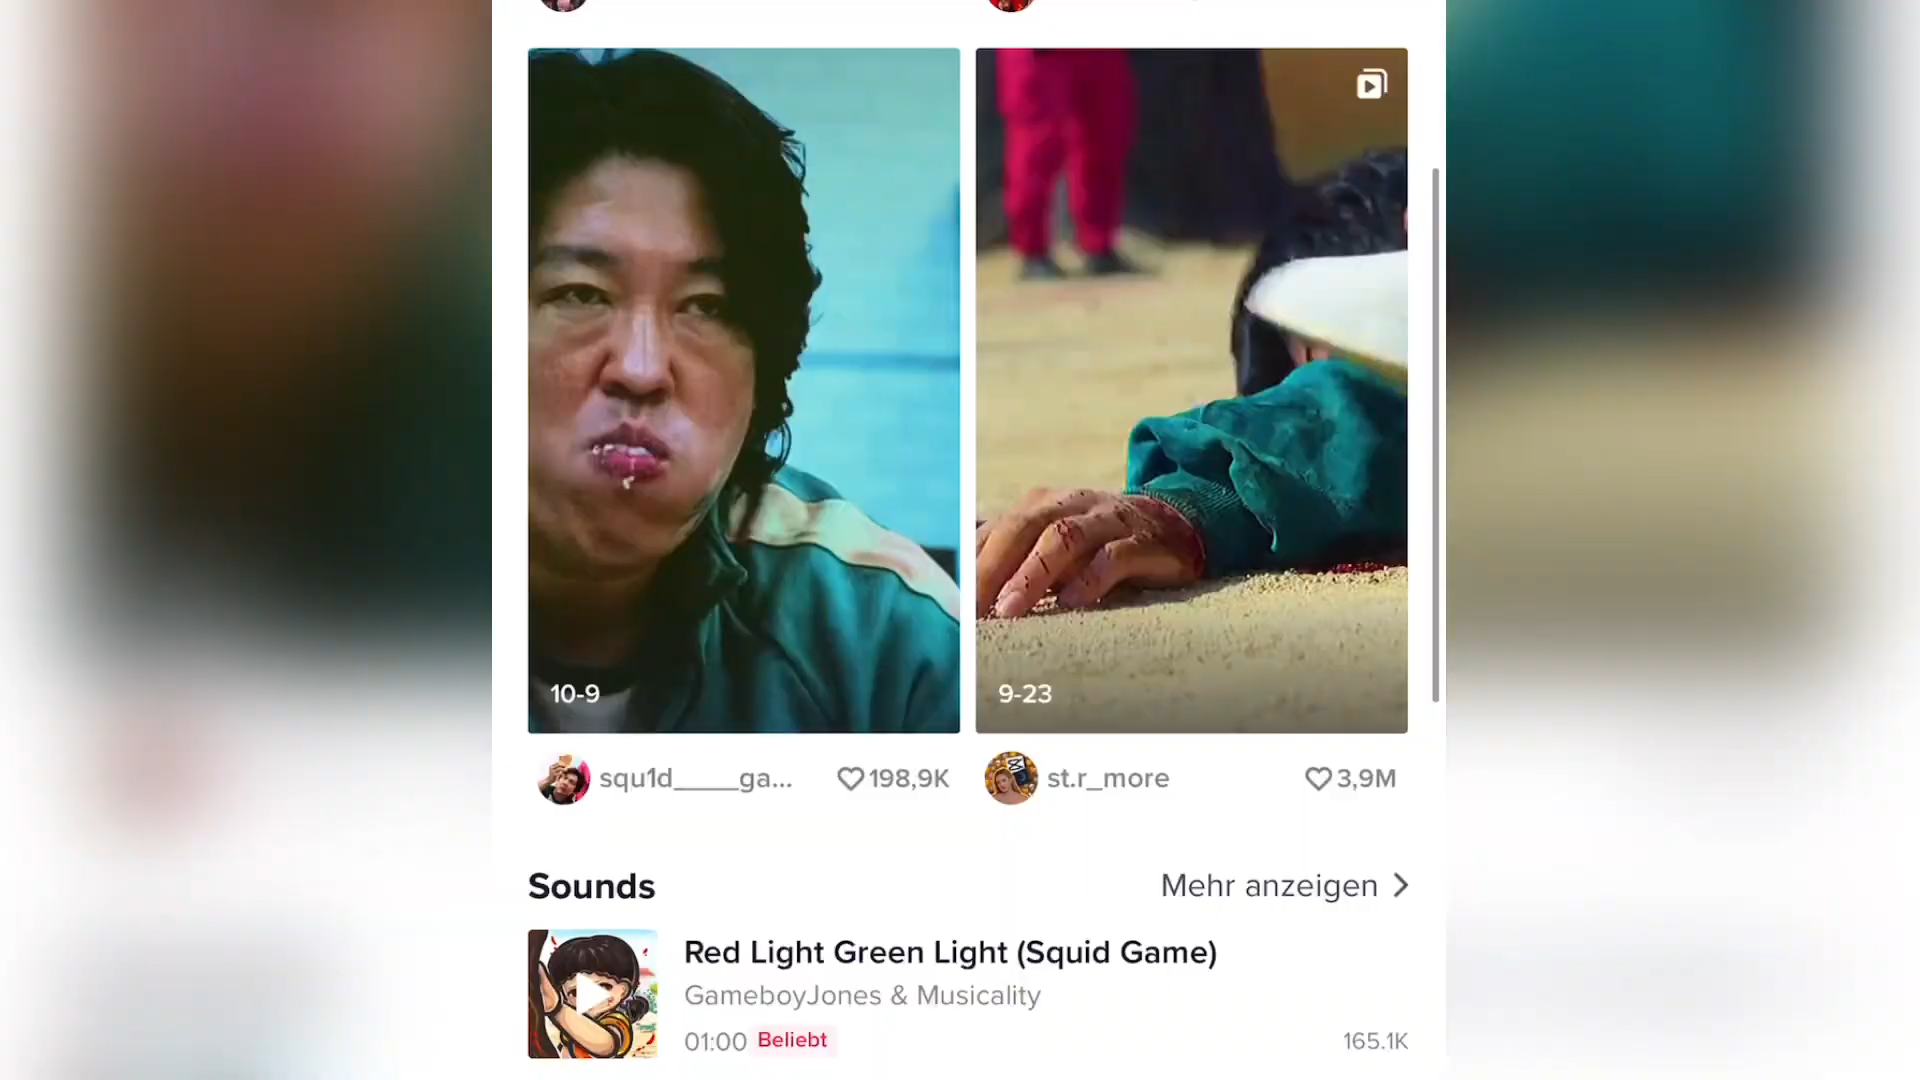 10-9
9-23
squ1d____ga...
198,9K
st.r_more
3,9M
Sounds
Mehr anzeigen
Red Light Green Light (Squid Game)
GameboyJones & Musicality
01:00
Beliebt
165.1K